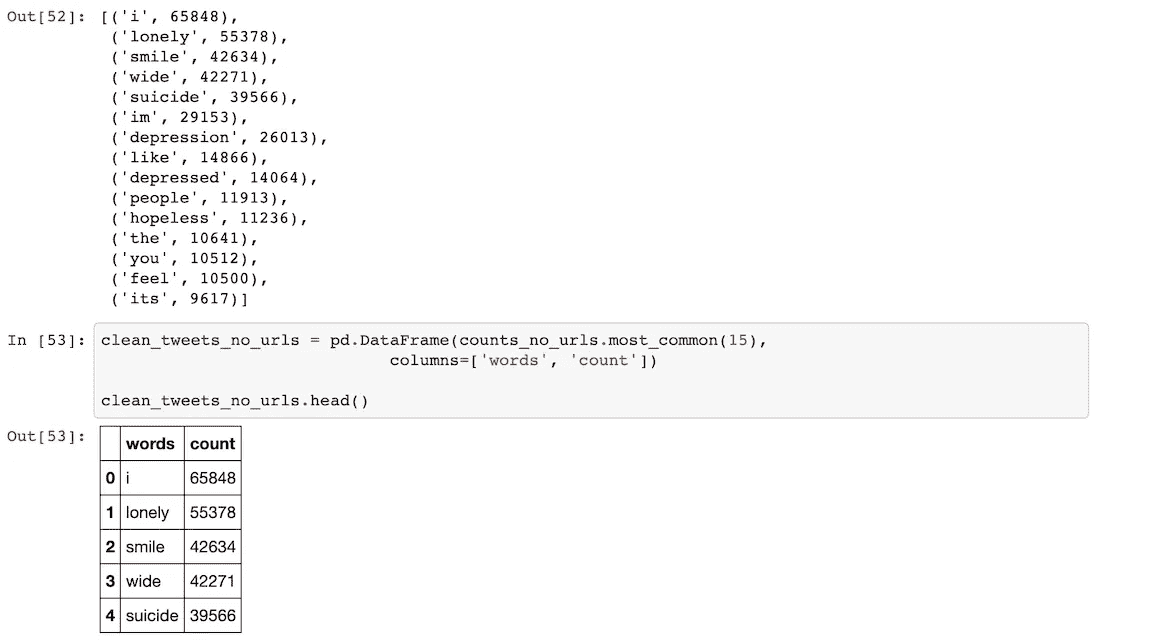 Out[52]: [('i', 65848),
('lonely', 55378),
('smile', 42634),
('wide', 42271),
('suicide', 39566),
('im', 29153),
('depression', 26013),
('like', 14866),
('depressed', 14064),
('people', 11913),
('hopeless', 11236),
('the', 10641),
('you', 10512),
('feel', 10500),
('its', 9617)]
In [53]: clean_tweets_no_urls = pd.DataFrame(counts_no_urls.most_common(15),
columns=['words', 'count'])
clean_tweets_no_urls.head()
Out[53]:
words count
0 i 65848
1 lonely 55378
2 smile 42634
3 wide 42271
4 suicide 39566